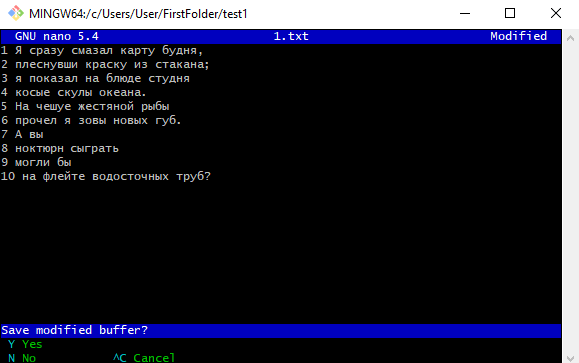 MINGW64:/c/Users/User/FirstFolder/test1
GNU nano 5.4 1.txt Modified
1 Я сразу смазал карту будня,
2 плеснувши краску из стакана;
3 я показал на блюде студня
4 косые скулы океана.
5 На чешуе жестяной рыбы
6 прочел я зовы новых губ.
7 А вы
8 ноктюрн сыграть
9 могли бы
10 на флейте водосточных труб?
Save modified buffer?
Y Yes
N No ^C Cancel